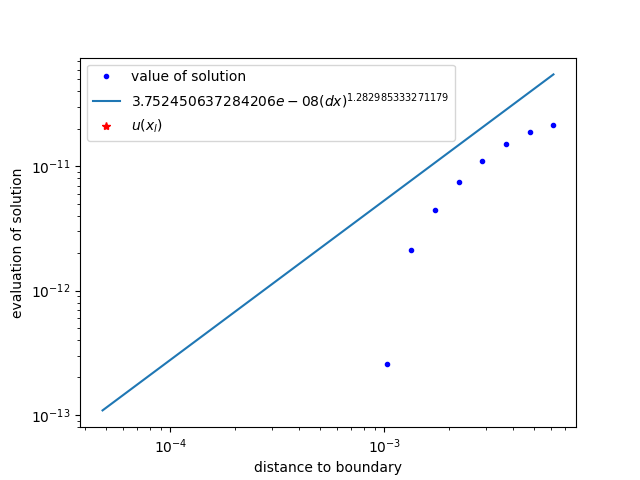 value of solution
3.752450637284206e − 08(dx)^1.282985333271179
u(x_l)
evaluation of solution
10^−11
10^−12
10^−13
10^−4
10^−3
distance to boundary